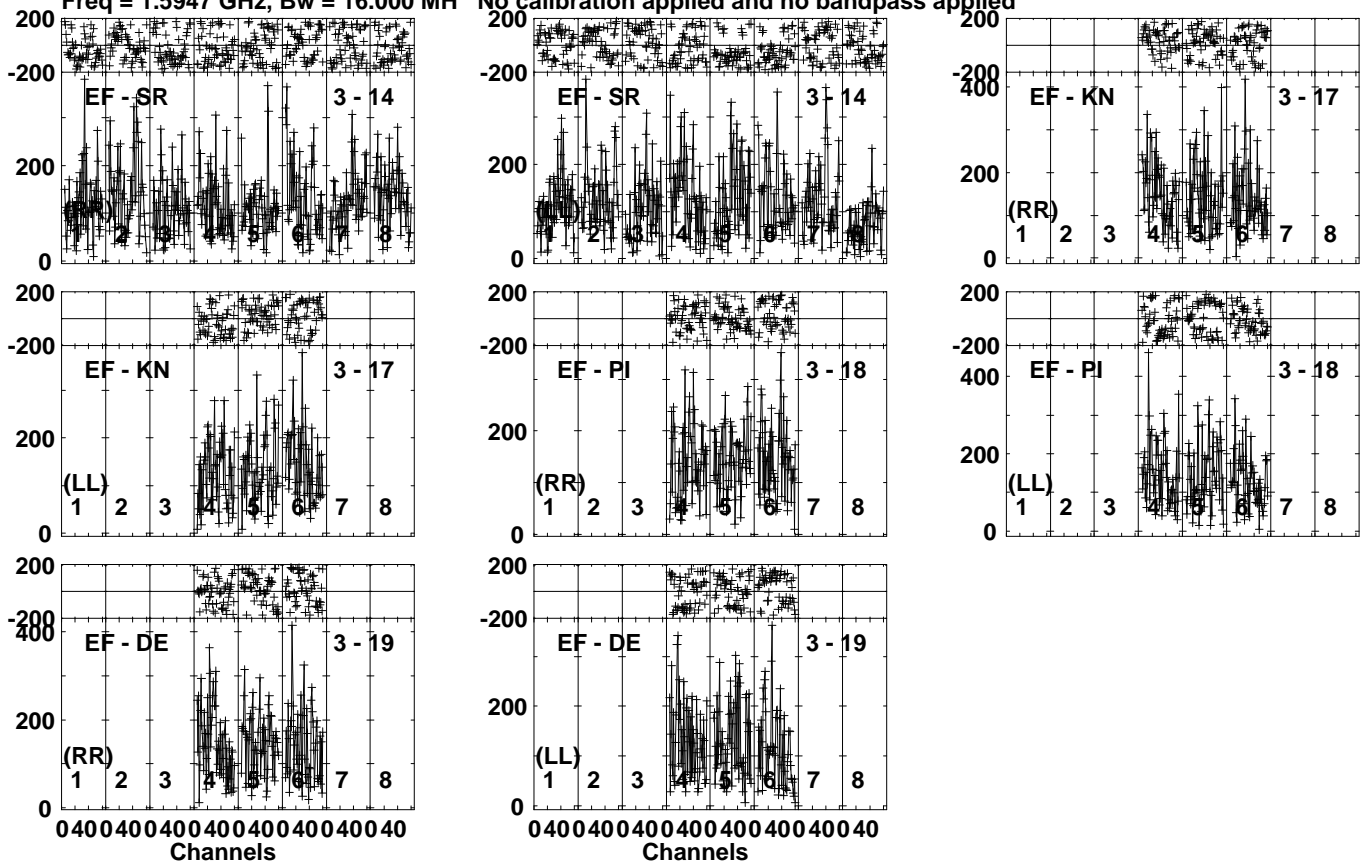 Freq = 1.5947 GHz, Bw = 16.000 MH No calibration applied and no bandpass applied
200
-200
EF - SR 3 - 14
200
(RR)
1 2 3 4 5 6 7 8
0
200
-200
EF - SR 3 - 14
200
(LL)
1 2 3 4 5 6 7 8
0
200
-200
400
EF - KN 3 - 17
200
(RR)
1 2 3 4 5 6 7 8
0
200
-200
EF - KN 3 - 17
200
(LL)
1 2 3 4 5 6 7 8
0
200
-200
EF - PI 3 - 18
200
(RR)
1 2 3 4 5 6 7 8
0
200
-200
400
EF - PI 3 - 18
200
(LL)
1 2 3 4 5 6 7 8
0
200
-200
400
EF - DE 3 - 19
200
(RR)
1 2 3 4 5 6 7 8
0
0 40 0 40 0 40 0 40 0 40 0 40 0 40 0 40
Channels
200
-200
EF - DE 3 - 19
200
(LL)
1 2 3 4 5 6 7 8
0
0 40 0 40 0 40 0 40 0 40 0 40 0 40 0 40
Channels